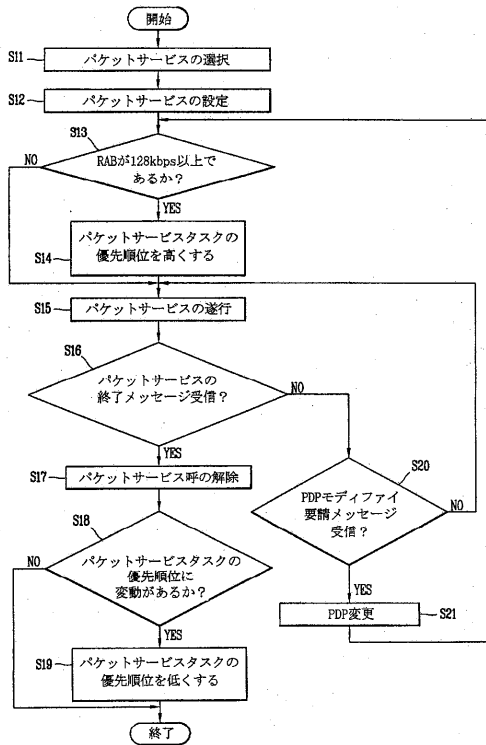 開始
S11
パケットサービスの選択
S12
パケットサービスの設定
S13
RABが128kbps以上で
あるか？
NO
YES
S14
パケットサービスタスクの
優先順位を高くする
S15
パケットサービスの遂行
S16
パケットサービスの
終了メッセージ受信？
NO
YES
S17
パケットサービス呼の解除
S18
パケットサービスタスクの
優先順位に
変動があるか？
NO
YES
S19
パケットサービスタスクの
優先順位を低くする
終了
S20
PDPモディファイ
要請メッセージ
受信？
NO
YES
PDP変更
S21